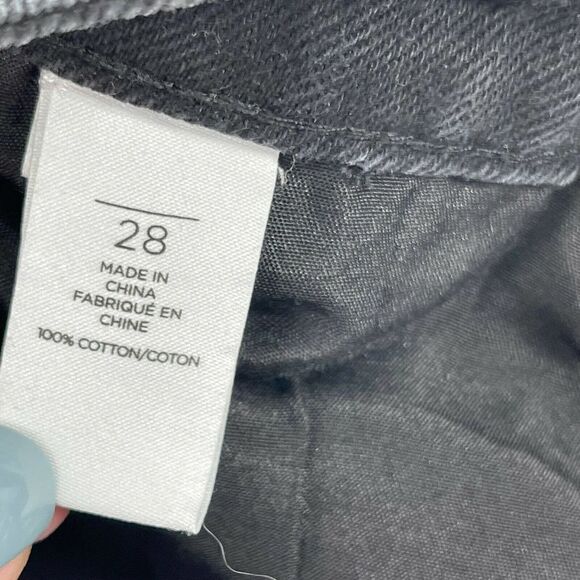 28
MADE IN
CHINA
FABRIQUÉ EN
CHINE
100% COTTON/COTON